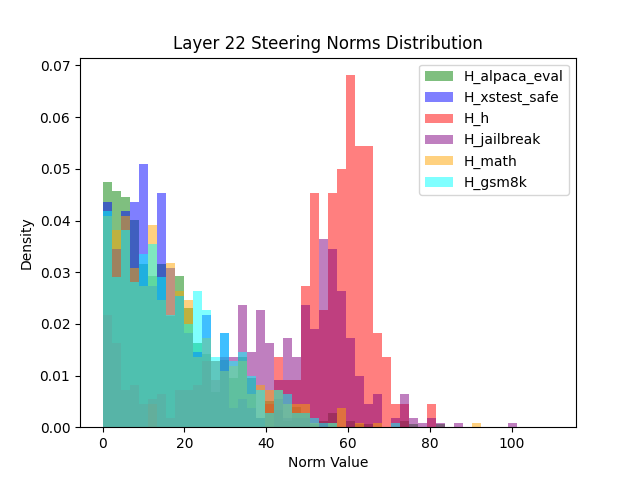 Layer 22 Steering Norms Distribution
0.07
0.06
0.05
0.04
0.03
0.02
0.01
0.00
Density
H_alpaca_eval
H_xstest_safe
H_h
H_jailbreak
H_math
H_gsm8k
0 20 40 60 80 100
Norm Value